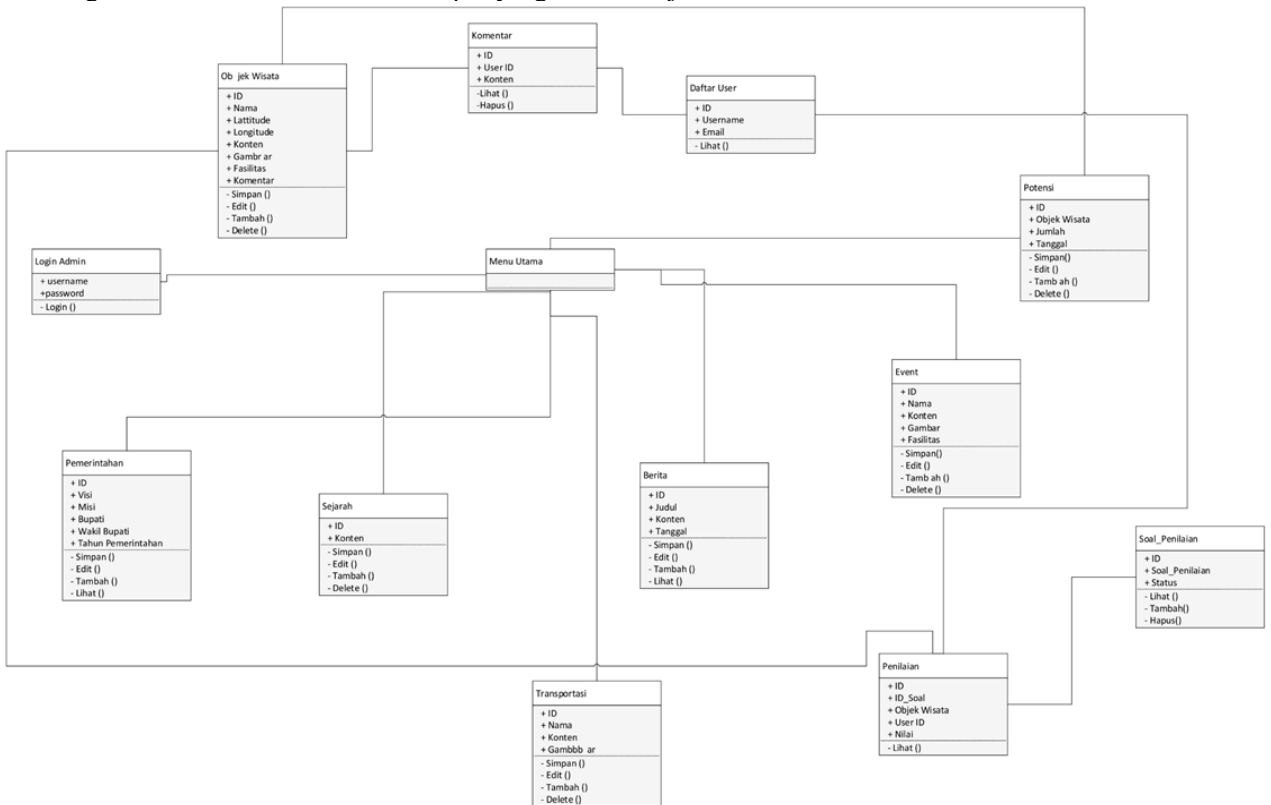 Komentar
+ ID
+ User ID
+ Konten
-Lihat ()
-Hapus ()
Ob jek Wisata
+ ID
+ Nama
+ Lattitude
+ Longitude
+ Konten
+ Gambr ar
+ Fasilitas
+ Komentar
- Simpan ()
- Edit ()
- Tambah ()
- Delete ()
Daftar User
+ ID
+ Username
+ Email
- Lihat ()
Potensi
+ ID
+ Objek Wisata
+ Jumlah
+ Tanggal
- Simpan()
- Edit ()
- Tamb ah ()
- Delete ()
Login Admin
+ username
+password
- Login ()
Menu Utama
Event
+ ID
+ Nama
+ Konten
+ Gambar
+ Fasilitas
- Simpan()
- Edit ()
- Tamb ah ()
- Delete ()
Pemerintahan
+ ID
+ Visi
+ Misi
+ Bupati
+ Wakil Bupati
+ Tahun Pemerintahan
- Simpan ()
- Edit ()
- Tambah ()
- Lihat ()
Sejarah
+ ID
+ Konten
- Simpan ()
- Edit ()
- Tambah ()
- Delete ()
Berita
+ ID
+ Judul
+ Konten
+ Tanggal
- Simpan ()
- Edit ()
- Tambah ()
- Lihat ()
Soal_Penilaian
+ ID
+ Soal_Penilaian
+ Status
- Lihat ()
- Tambah()
- Hapus()
Penilaian
+ ID
+ ID_Soal
+ Objek Wisata
+ User ID
+ Nilai
- Lihat ()
Transportasi
+ ID
+ Nama
+ Konten
+ Gambbb ar
- Simpan ()
- Edit ()
- Tambah ()
- Delete ()